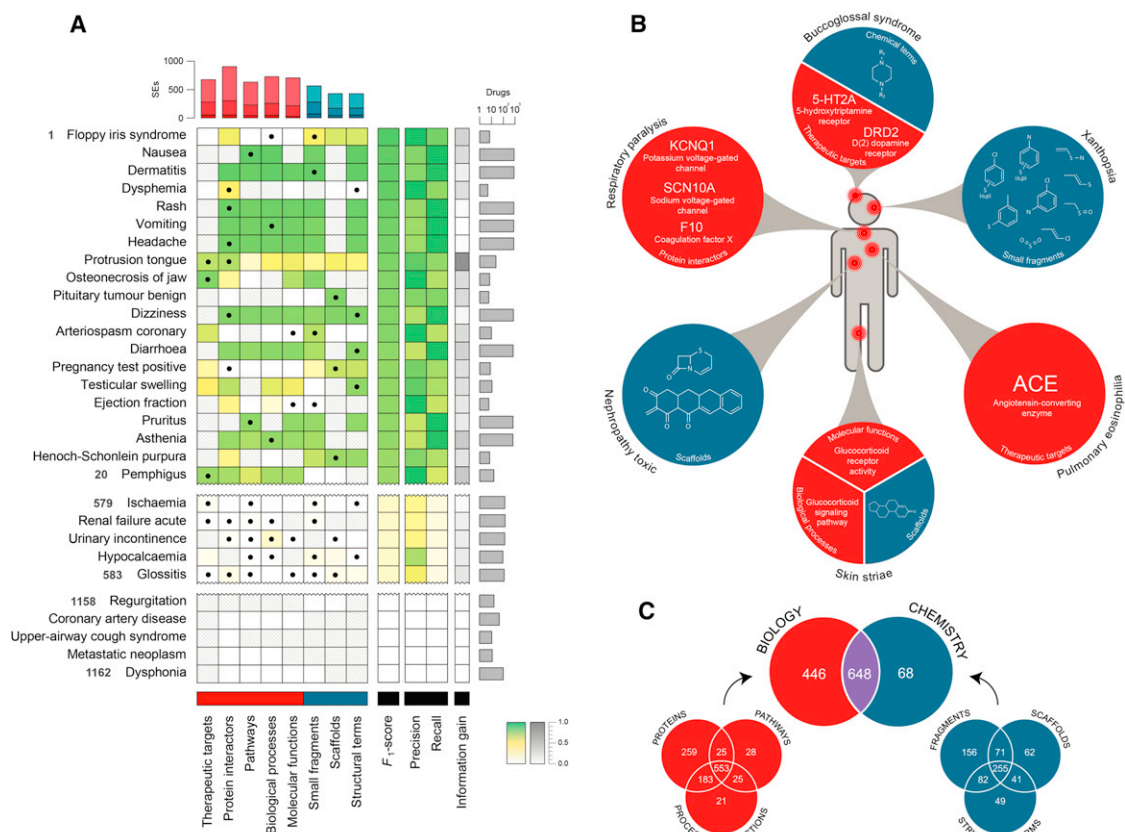 A
1000
500
0
SEs
Drugs
1 Floppy iris syndrome
Nausea
Dermatitis
Dysphemia
Rash
Vomiting
Headache
Protrusion tongue
Osteonecrosis of jaw
Pituitary tumour benign
Dizziness
Arteriospasm coronary
Diarrhoea
Pregnancy test positive
Testicular swelling
Ejection fraction
Pruritus
Asthenia
Henoch-Schonlein purpura
20 Pemphigus
579 Ischaemia
Renal failure acute
Urinary incontinence
Hypocalcaemia
583 Glossitis
1158 Regurgitation
Coronary artery disease
Upper-airway cough syndrome
Metastatic neoplasm
1162 Dysphonia
Therapeutic targets
Protein interactors
Pathways
Biological processes
Molecular functions
Small fragments
Scaffolds
Structural terms
F1-score
Precision
Recall
Information gain
1.0
0.5
0.0
B
Buccoglossal syndrome
Chemical terms
5-HT2A
5-hydroxytriptamine
receptor
DRD2
D(2) dopamine
receptor
Therapeutic targets
Respiratory paralysis
KCNQ1
Potassium voltage-gated
channel
SCN10A
Sodium voltage-gated
channel
F10
Coagulation factor X
Protein interactors
Xanthopsia
Small fragments
Nephropathy toxic
Scaffolds
ACE
Angiotensin-converting
enzyme
Therapeutic targets
Pulmonary eosinophilia
Molecular functions
Glucocorticoid
receptor
activity
Biological processes
Glucocorticoid
signaling
pathway
Scaffolds
Skin striae
C
BIOLOGY
CHEMISTRY
446
648
68
PROTEINS
PATHWAYS
259
25
28
553
183
25
21
FRAGMENTS
SCAFFOLDS
156
71
62
255
82
41
49